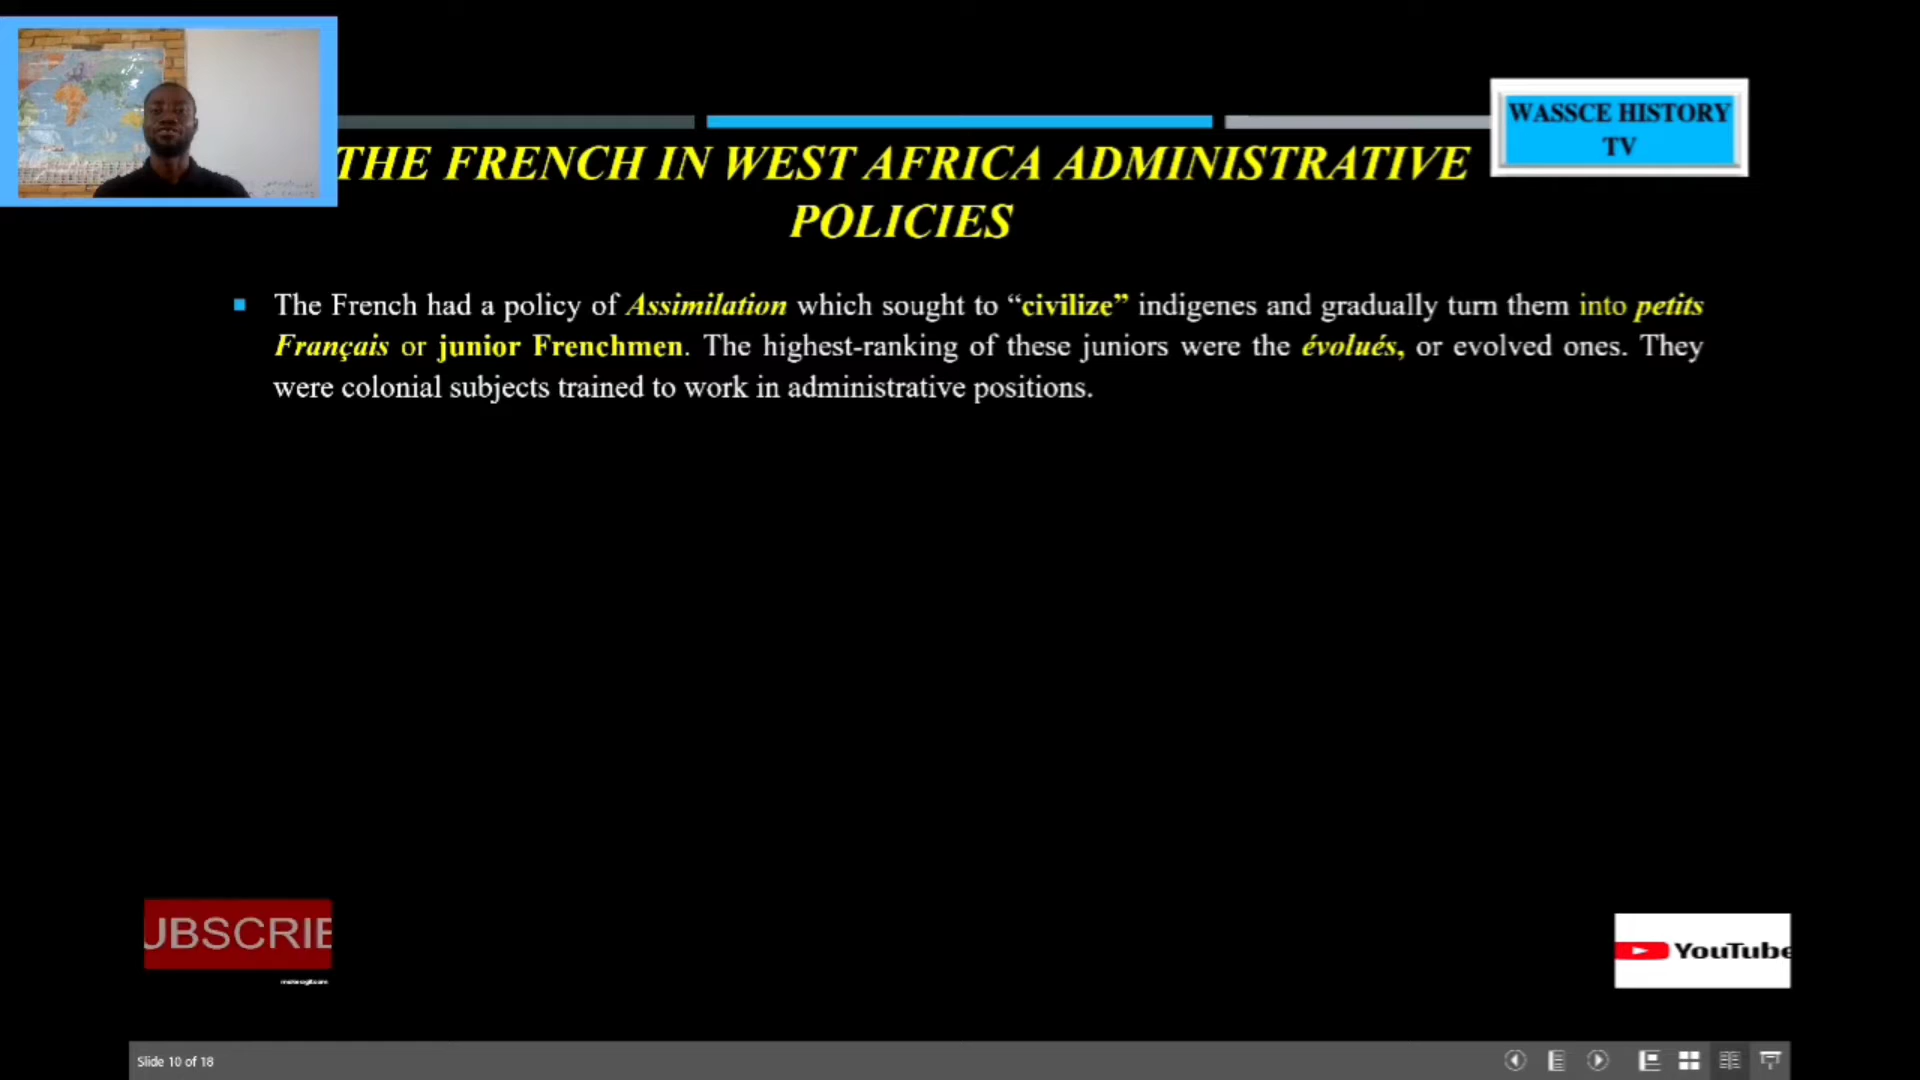 WASSCE HISTORY
TV
THE FRENCH IN WEST AFRICA ADMINISTRATIVE
POLICIES
The French had a policy of Assimilation which sought to “civilize” indigenes and gradually turn them into petits
Français or junior Frenchmen. The highest-ranking of these juniors were the évolués, or evolved ones. They
were colonial subjects trained to work in administrative positions.
UBSCRIB
YouTube
Slide 10 of 18